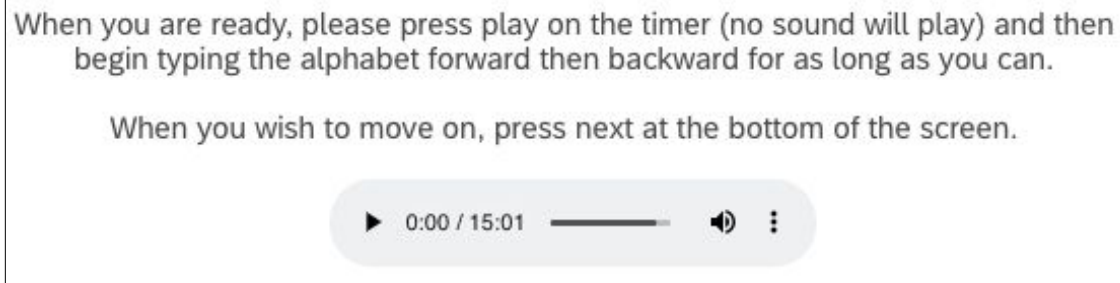 When you are ready, please press play on the timer (no sound will play) and then
begin typing the alphabet forward then backward for as long as you can.
When you wish to move on, press next at the bottom of the screen.
0:00 / 15:01